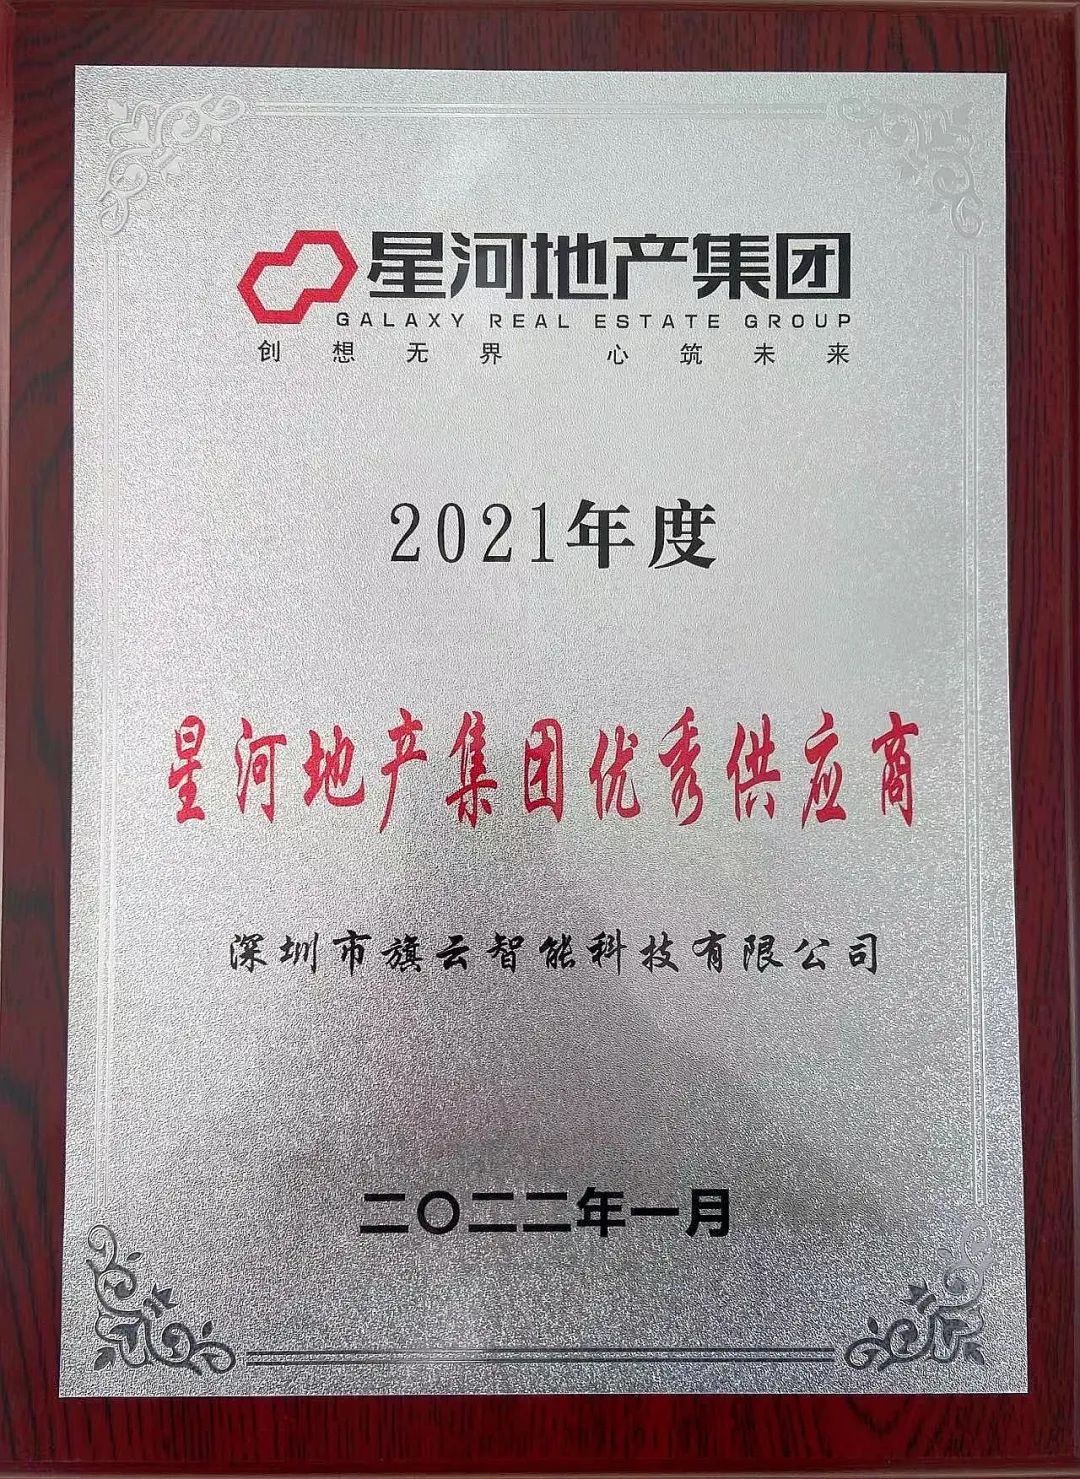 星河地产集团
GALAXY REAL ESTATE GROUP
创想无界 心筑未来
2021年度
星河地产集团优秀供应商
深圳市旗云智能科技有限公司
二〇二二年一月